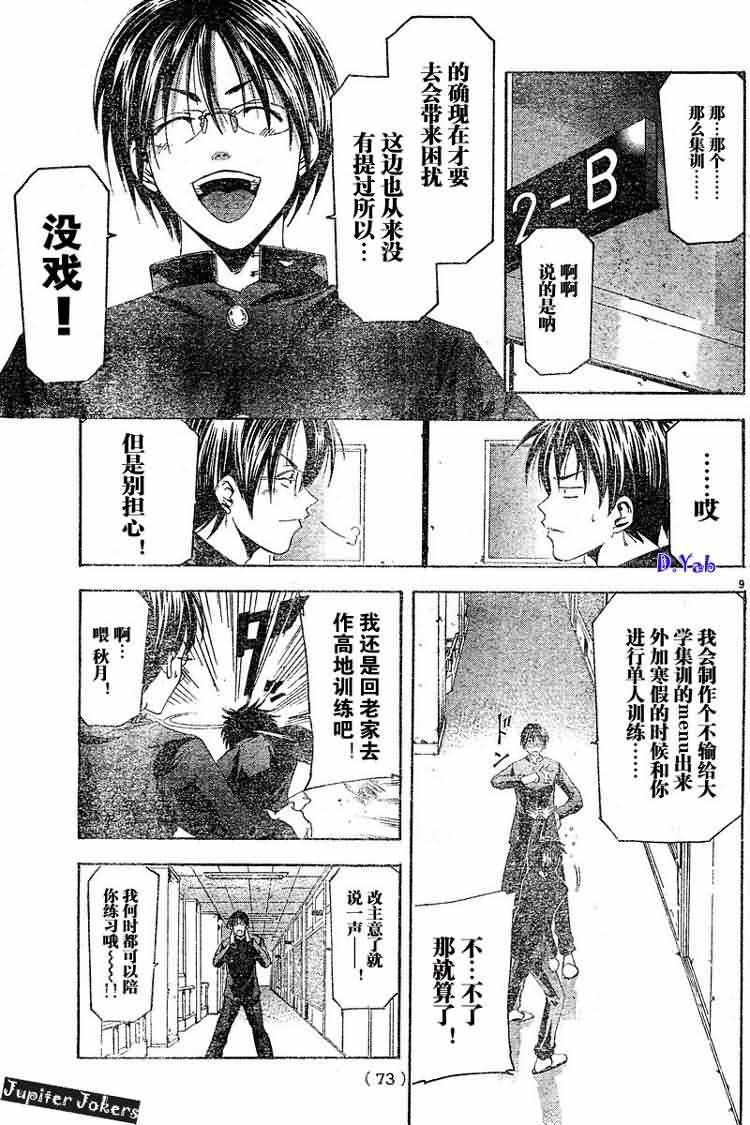 那…那个……
那么集训……
2-B
啊啊
说的是呐
的确现在才要
去会带来困扰
这边也从来没
有提过所以…
没戏！
……哎
但是别担心！
D.Yab
9
我会制作个不输给大
学集训的menu出来
外加寒假的时候和你
进行单人训练……
不…不了
那就算了！
我还是回老家去
作高地训练吧！
啊…
喂秋月！
改主意了就
说一声——！
我何时都可以陪
你练习哦～～!!
(73)
Jupiter Jokers